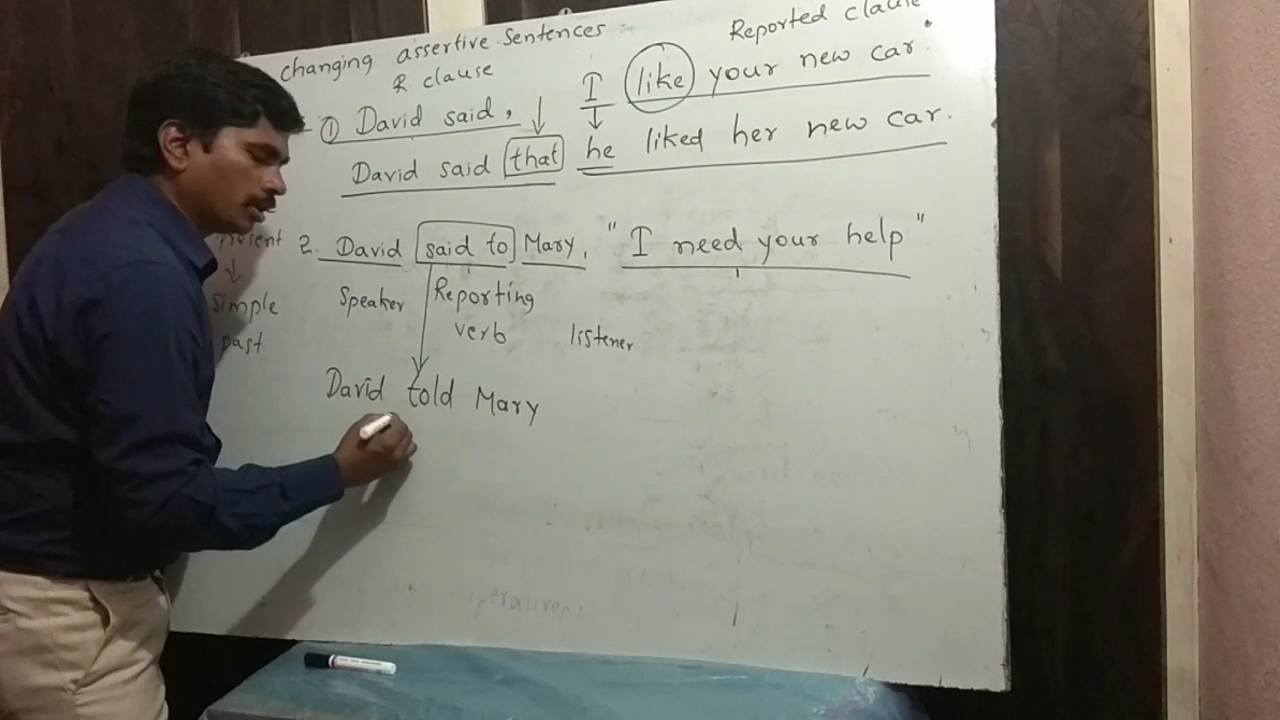 Changing assertive Sentences
Reported clause
R clause
① David said, I like your new car.
David said that he liked her new car.
2. David said to Mary, "I need your help"
Speaker Reporting verb listener
present
Simple
past
David told Mary